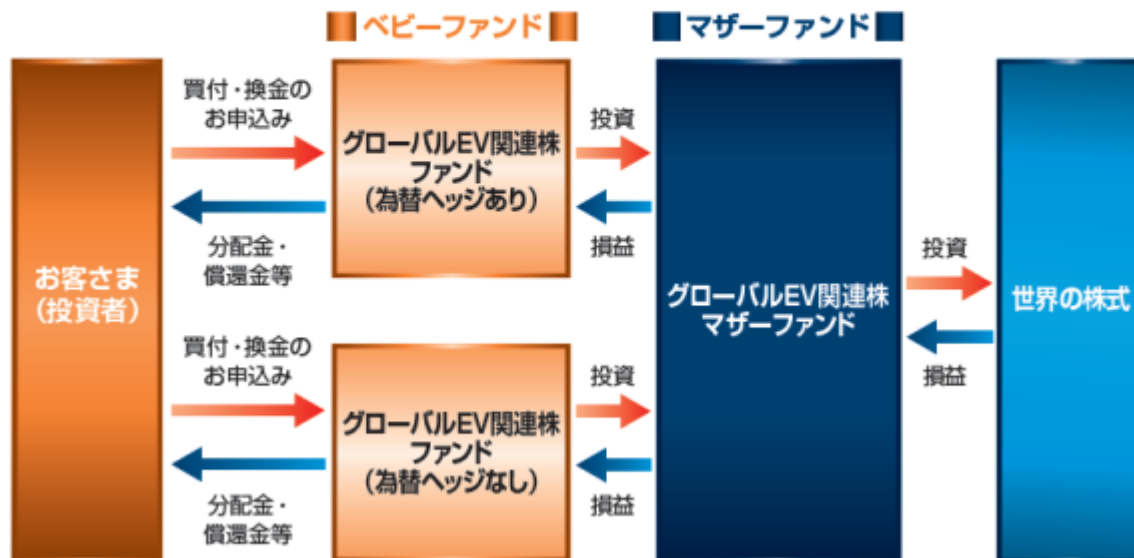 ベビーファンド
マザーファンド
買付・換金の
お申込み
グローバルEV関連株
ファンド
（為替ヘッジあり）
投資
損益
分配金・
償還金等
お客さま
（投資者）
グローバルEV関連株
マザーファンド
投資
損益
世界の株式
買付・換金の
お申込み
グローバルEV関連株
ファンド
（為替ヘッジなし）
投資
損益
分配金・
償還金等